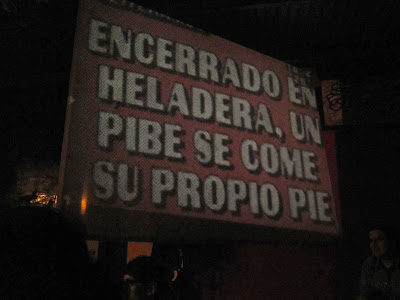 ENCERRADO EN
HELADERA, UN
PIBE SE COME
SU PROPIO PIE